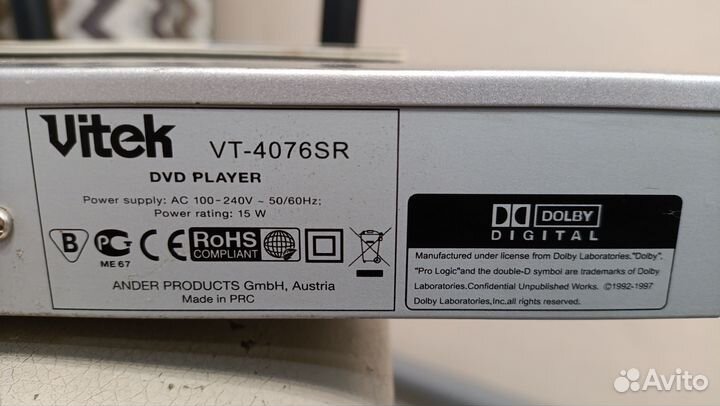 Vitek VT-4076SR
DVD PLAYER
Power supply: AC 100-240V ~ 50/60Hz;
Power rating: 15 W
B PG CE RoHS
COMPLIANT
ME 67
ANDER PRODUCTS GmbH, Austria
Made in PRC
DOLBY
DIGITAL
Manufactured under license from Dolby Laboratories."Dolby".
"Pro Logic"and the double-D symbol are trademarks of Dolby
Laboratories.Confidential Unpublished Works. ©1992-1997
Dolby Laboratories,Inc.all rights reserved.
Avito